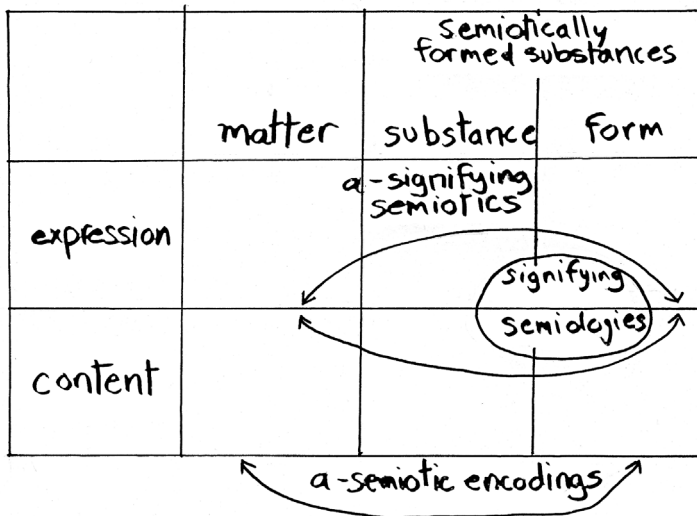 semiotically
formed substances
matter substance form
a-signifying
semiotics
expression
signifying
semiologies
content
a-semiotic encodings